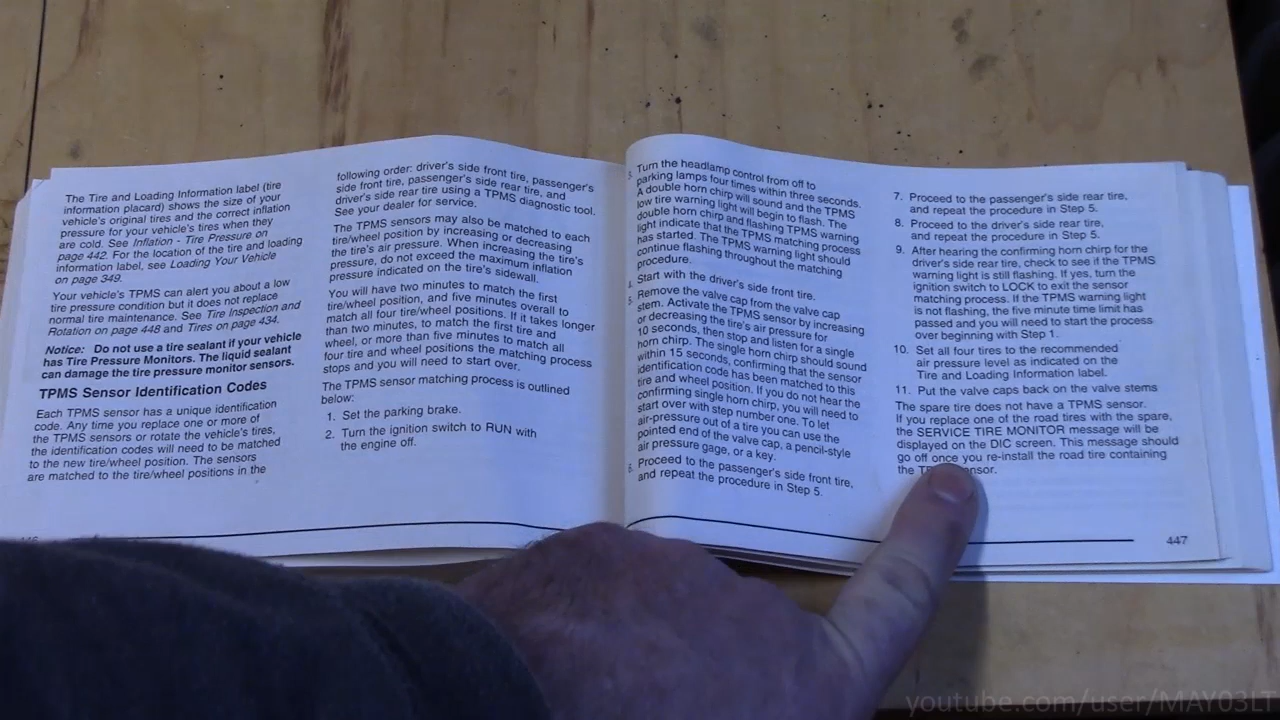 The Tire and Loading Information label (tire
information placard) shows the size of your
vehicle's original tires and the correct inflation
pressure for your vehicle's tires when they
are cold. See Inflation - Tire Pressure on
page 442. For the location of the tire and loading
information label, see Loading Your Vehicle
on page 349.
Your vehicle's TPMS can alert you about a low
tire pressure condition but it does not replace
normal tire maintenance. See Tire Inspection and
Rotation on page 448 and Tires on page 434.
Notice: Do not use a tire sealant if your vehicle
has Tire Pressure Monitors. The liquid sealant
can damage the tire pressure monitor sensors.
TPMS Sensor Identification Codes
Each TPMS sensor has a unique identification
code. Any time you replace one or more of
the TPMS sensors or rotate the vehicle's tires,
the identification codes will need to be matched
to the new tire/wheel position. The sensors
are matched to the tire/wheel positions in the
following order: driver's side front tire, passenger's
side front tire, passenger's side rear tire, and
driver's side rear tire using a TPMS diagnostic tool.
See your dealer for service.
The TPMS sensors may also be matched to each
tire/wheel position by increasing or decreasing
the tire's air pressure. When increasing the tire's
pressure, do not exceed the maximum inflation
pressure indicated on the tire's sidewall.
You will have two minutes to match the first
tire/wheel position, and five minutes overall to
match all four tire/wheel positions. If it takes longer
than two minutes, to match the first tire and
wheel, or more than five minutes to match all
four tire and wheel positions the matching process
stops and you will need to start over.
The TPMS sensor matching process is outlined
below:
1. Set the parking brake.
2. Turn the ignition switch to RUN with
the engine off.
3. Turn the headlamp control from off to
parking lamps four times within three seconds.
A double horn chirp will sound and the TPMS
low tire warning light will begin to flash. The
double horn chirp and flashing TPMS warning
light indicate that the TPMS matching process
has started. The TPMS warning light should
continue flashing throughout the matching
procedure.
Start with the driver's side front tire.
5. Remove the valve cap from the valve cap
stem. Activate the TPMS sensor by increasing
or decreasing the tire's air pressure for
10 seconds, then stop and listen for a single
horn chirp. The single horn chirp should sound
within 15 seconds, confirming that the sensor
identification code has been matched to this
tire and wheel position. If you do not hear the
confirming single horn chirp, you will need to
start over with step number one. To let
air-pressure out of a tire you can use the
pointed end of the valve cap, a pencil-style
air pressure gage, or a key.
6. Proceed to the passenger's side front tire,
and repeat the procedure in Step 5.
7. Proceed to the passenger's side rear tire,
and repeat the procedure in Step 5.
8. Proceed to the driver's side rear tire,
and repeat the procedure in Step 5.
9. After hearing the confirming horn chirp for the
driver's side rear tire, check to see if the TPMS
warning light is still flashing. If yes, turn the
ignition switch to LOCK to exit the sensor
matching process. If the TPMS warning light
is not flashing, the five minute time limit has
passed and you will need to start the process
over beginning with Step 1.
10. Set all four tires to the recommended
air pressure level as indicated on the
Tire and Loading Information label.
11. Put the valve caps back on the valve stems
The spare tire does not have a TPMS sensor.
If you replace one of the road tires with the spare,
the SERVICE TIRE MONITOR message will be
displayed on the DIC screen. This message should
go off once you re-install the road tire containing
the
447
youtube.com/user/MAY03LT